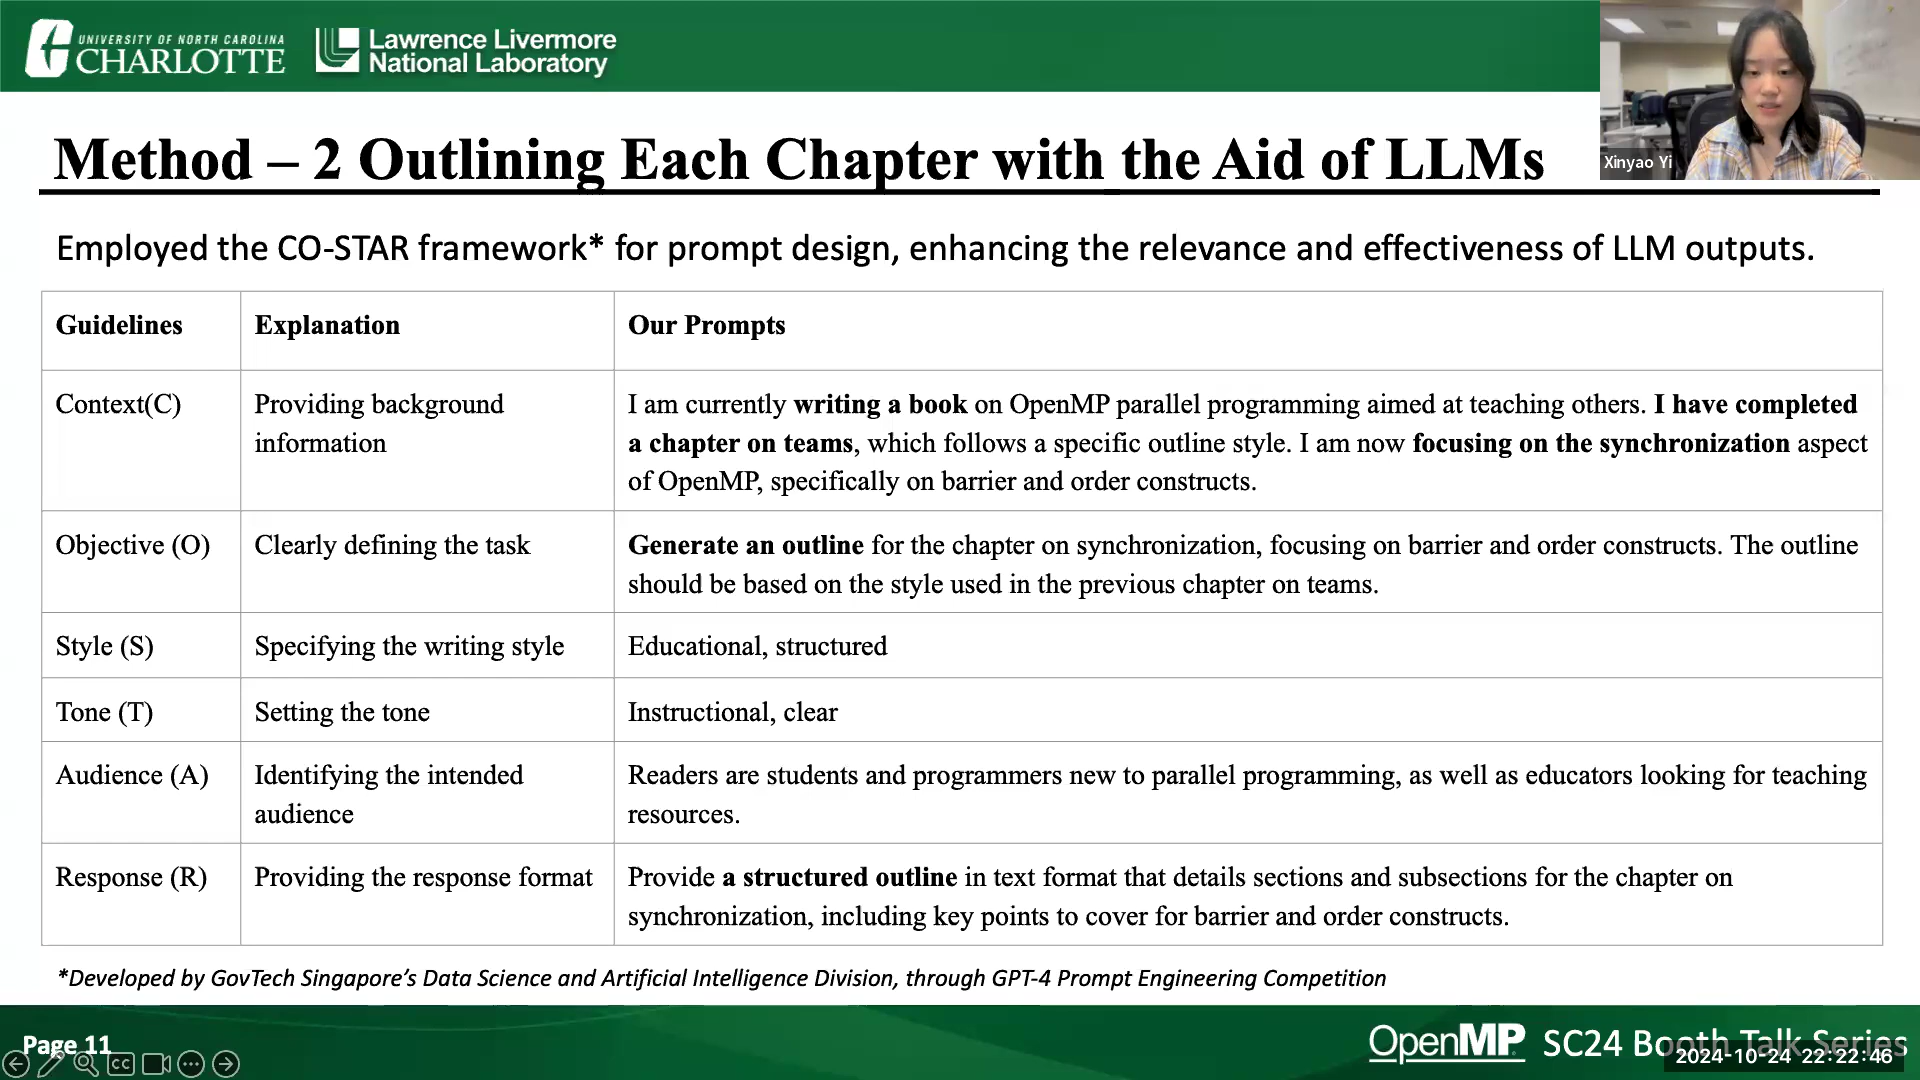 UNIVERSITY OF NORTH CAROLINA
CHARLOTTE
Lawrence Livermore
National Laboratory
Xinyao Yi
Method – 2 Outlining Each Chapter with the Aid of LLMs
Employed the CO-STAR framework* for prompt design, enhancing the relevance and effectiveness of LLM outputs.
Guidelines Explanation Our Prompts
Context(C) Providing background I am currently writing a book on OpenMP parallel programming aimed at teaching others. I have completed
information a chapter on teams, which follows a specific outline style. I am now focusing on the synchronization aspect
of OpenMP, specifically on barrier and order constructs.
Objective (O) Clearly defining the task Generate an outline for the chapter on synchronization, focusing on barrier and order constructs. The outline
should be based on the style used in the previous chapter on teams.
Style (S) Specifying the writing style Educational, structured
Tone (T) Setting the tone Instructional, clear
Audience (A) Identifying the intended Readers are students and programmers new to parallel programming, as well as educators looking for teaching
audience resources.
Response (R) Providing the response format Provide a structured outline in text format that details sections and subsections for the chapter on
synchronization, including key points to cover for barrier and order constructs.
*Developed by GovTech Singapore's Data Science and Artificial Intelligence Division, through GPT-4 Prompt Engineering Competition
Page 11
CC
OpenMP SC24 Booth Talk Series
2024-10-24 22:22:46